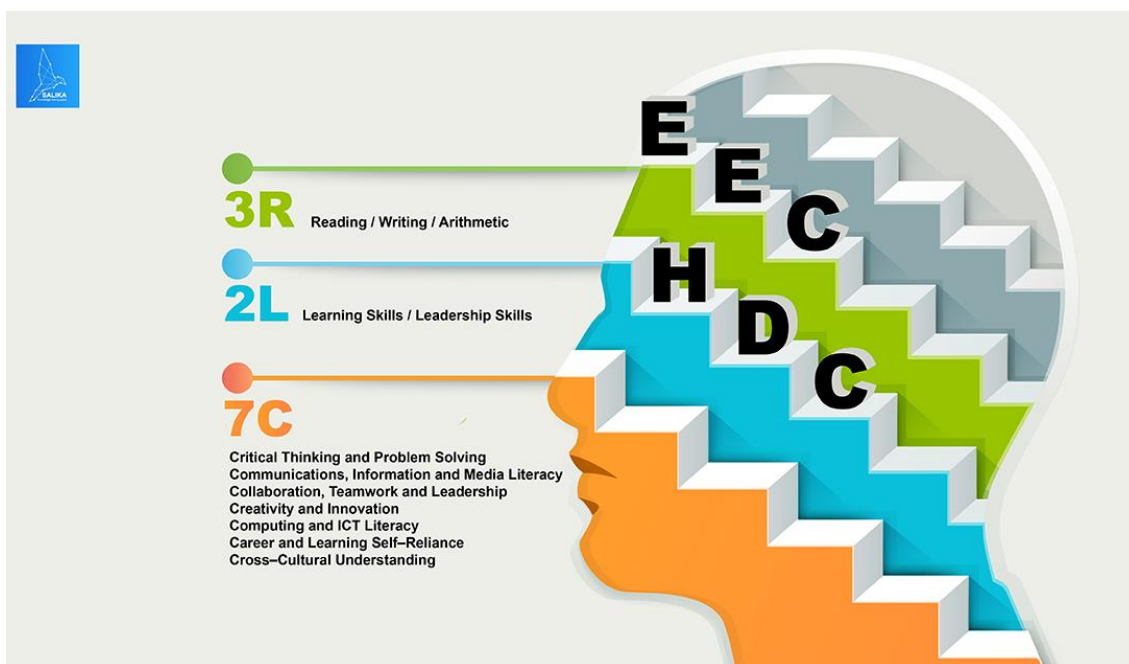 SALIKA
EEC
HDC
3R Reading / Writing / Arithmetic
2L Learning Skills / Leadership Skills
7C
Critical Thinking and Problem Solving
Communications, Information and Media Literacy
Collaboration, Teamwork and Leadership
Creativity and Innovation
Computing and ICT Literacy
Career and Learning Self–Reliance
Cross–Cultural Understanding